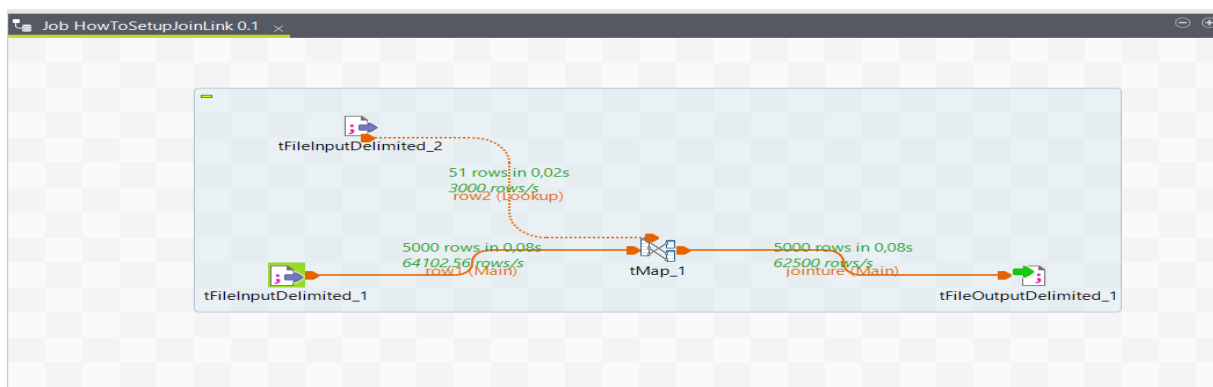 Job HowToSetupJoinLink 0.1
tFileInputDelimited_2
51 rows in 0,02s
3000 rows/s
row2 (Lookup)
5000 rows in 0,08s
64102,56 rows/s
row1 (Main)
tFileInputDelimited_1
tMap_1
5000 rows in 0,08s
62500 rows/s
jointure (Main)
tFileOutputDelimited_1